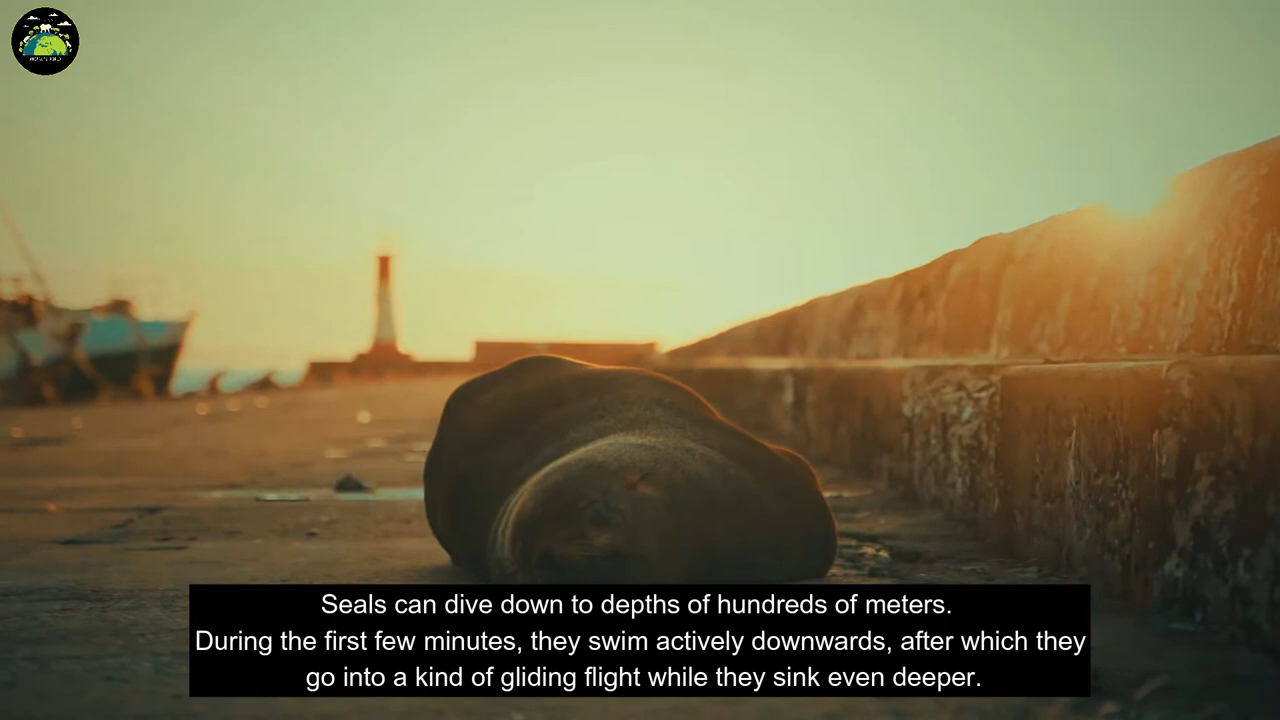 Seals can dive down to depths of hundreds of meters.
During the first few minutes, they swim actively downwards, after which they
go into a kind of gliding flight while they sink even deeper.